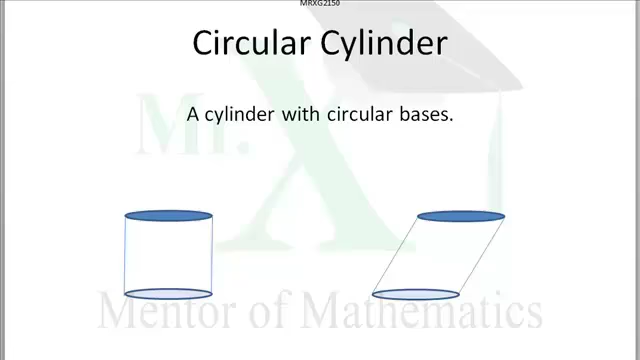 MRXG2150
Circular Cylinder
A cylinder with circular bases.
Mr. X
Mentor of Mathematics